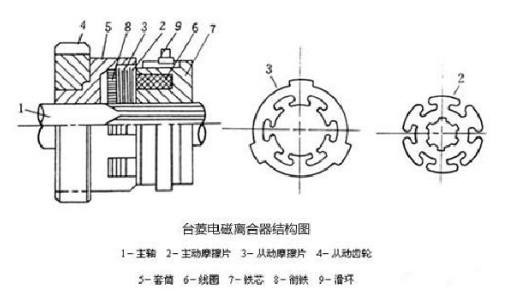 4 5 8 3 2 9 6 7
1
3
2
台菱电磁离合器结构图
1-主轴 2-主动摩擦片 3-从动摩擦片 4-从动齿轮
5-套筒 6-线圈 7-铁芯 8-衔铁 9-滑环